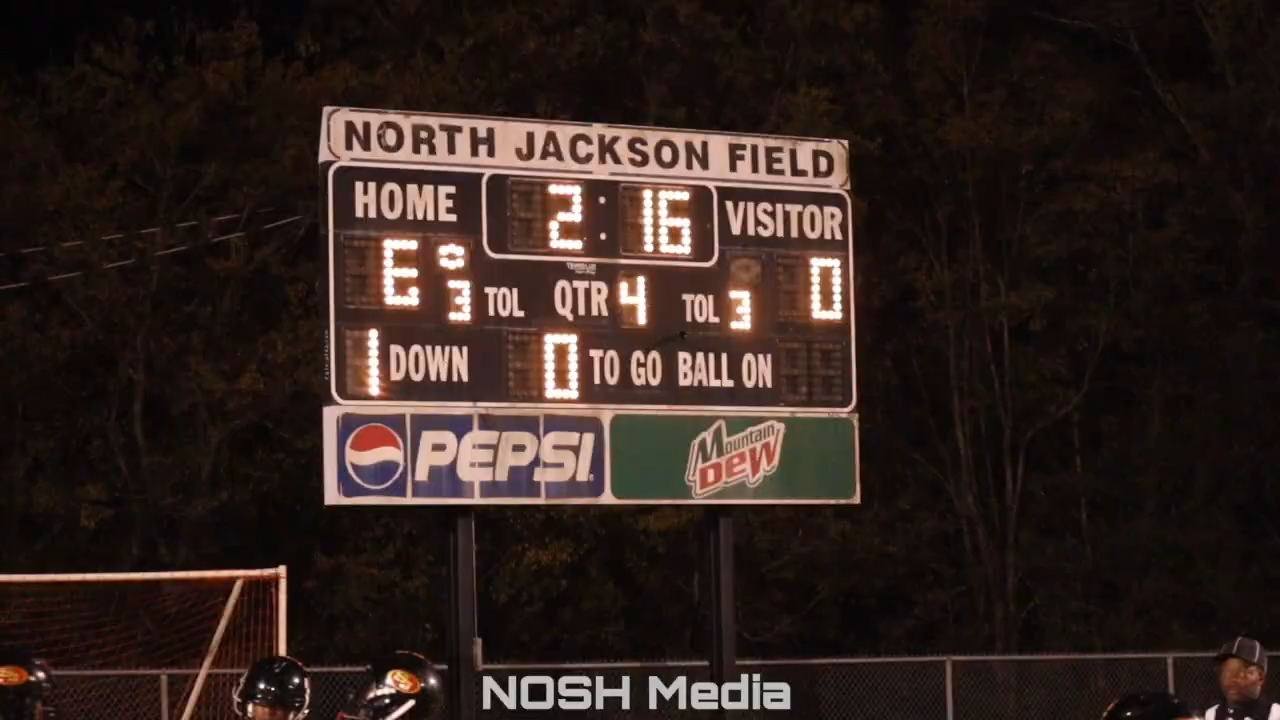 NORTH JACKSON FIELD
HOME 2:16 VISITOR
E 3 TOL QTR 4 TOL 3 0
1 DOWN 0 TO GO BALL ON
PEPSI Mountain Dew
NOSH Media